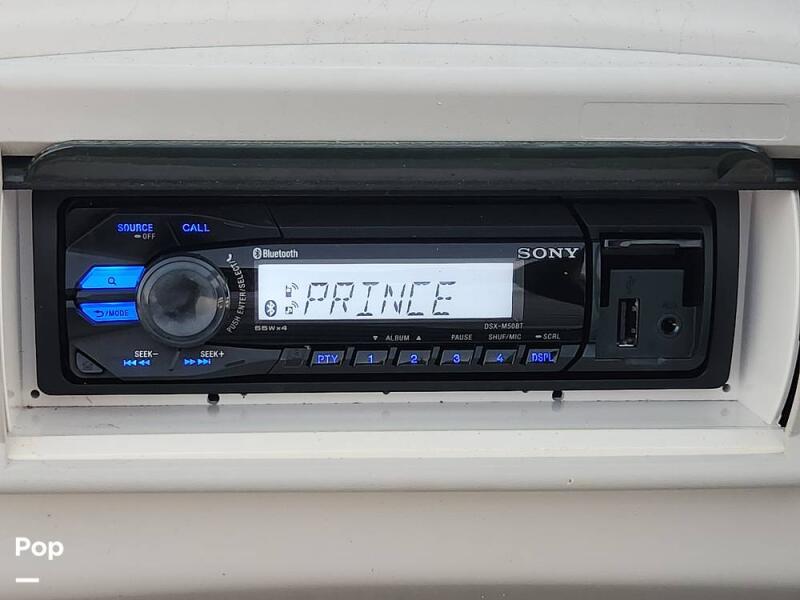 SOURCE
OFF
CALL
Bluetooth
SONY
PUSH ENTER/SELECT
/MODE
PRINCE
55W×4
DSX-M50BT
SEEK−
SEEK+
▼ ALBUM ▲
PAUSE
SHUF/MIC
SCRL
PTY
1
2
3
4
DSPL
Pop